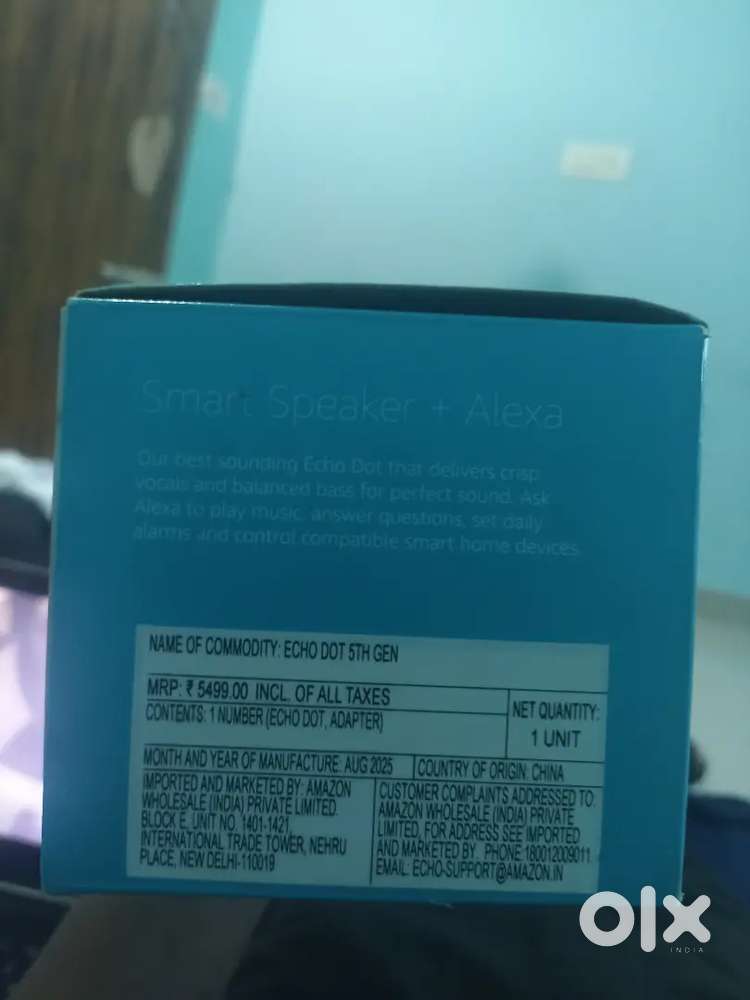 Smart Speaker + Alexa
Our best sounding Echo Dot that delivers crisp
vocals and balanced bass for perfect sound. Ask
Alexa to play music, answer questions, set daily
alarms and control compatible smart home devices.
NAME OF COMMODITY: ECHO DOT 5TH GEN
MRP: ₹ 5499.00 INCL. OF ALL TAXES
CONTENTS: 1 NUMBER (ECHO DOT, ADAPTER)
NET QUANTITY:
1 UNIT
MONTH AND YEAR OF MANUFACTURE: AUG 2025
COUNTRY OF ORIGIN: CHINA
IMPORTED AND MARKETED BY: AMAZON
WHOLESALE (INDIA) PRIVATE LIMITED.
BLOCK E, UNIT NO. 1401-1421,
INTERNATIONAL TRADE TOWER, NEHRU
PLACE, NEW DELHI-110019
CUSTOMER COMPLAINTS ADDRESSED TO:
AMAZON WHOLESALE (INDIA) PRIVATE
LIMITED, FOR ADDRESS SEE IMPORTED
AND MARKETED BY. PHONE:180012009011
EMAIL: ECHO-SUPPORT@AMAZON.IN
olx
INDIA